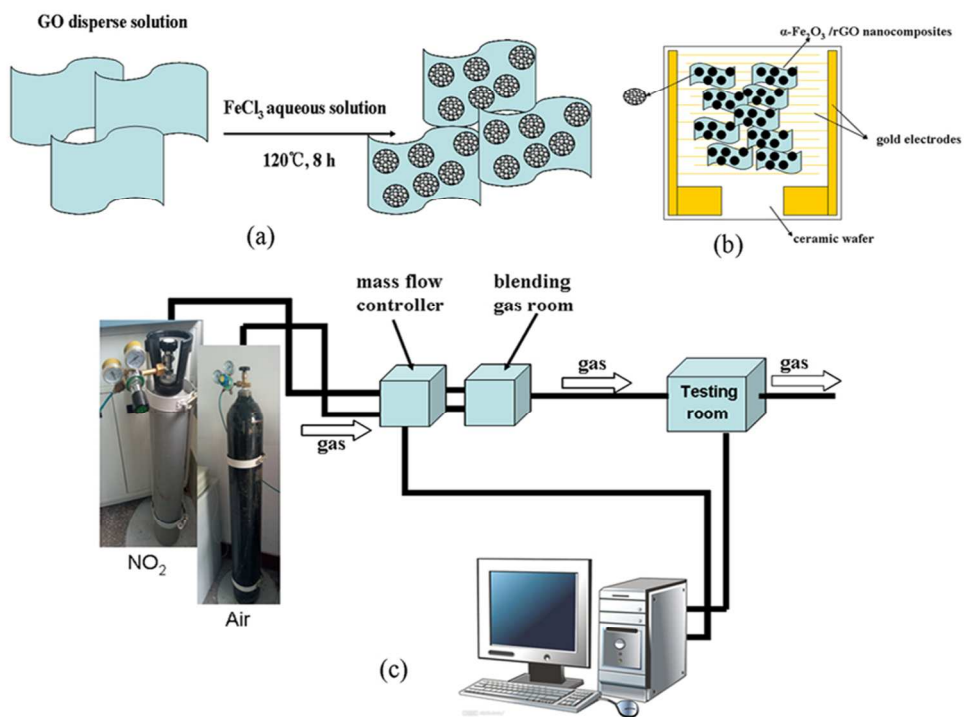 GO disperse solution
FeCl₃ aqueous solution
120℃, 8 h
(a)
α-Fe₂O₃ /rGO nanocomposites
gold electrodes
ceramic wafer
(b)
mass flow
controller
blending
gas room
gas
gas
gas
Testing
room
NO₂
Air
(c)